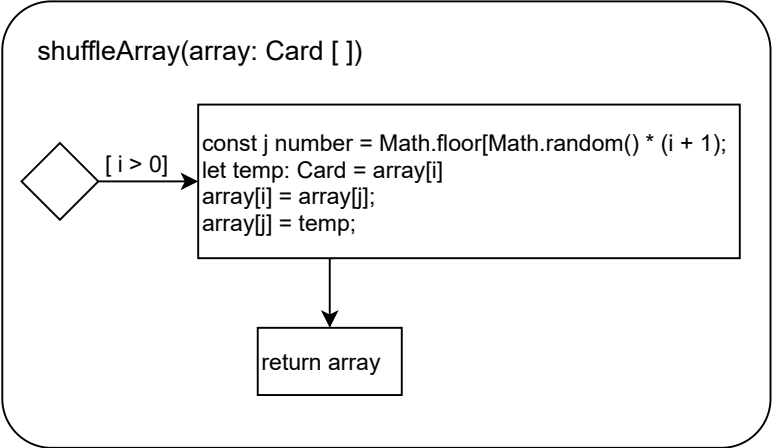 shuffleArray(array: Card [ ])
[ i > 0]
const j number = Math.floor[Math.random() * (i + 1);
let temp: Card = array[i]
array[i] = array[j];
array[j] = temp;
return array